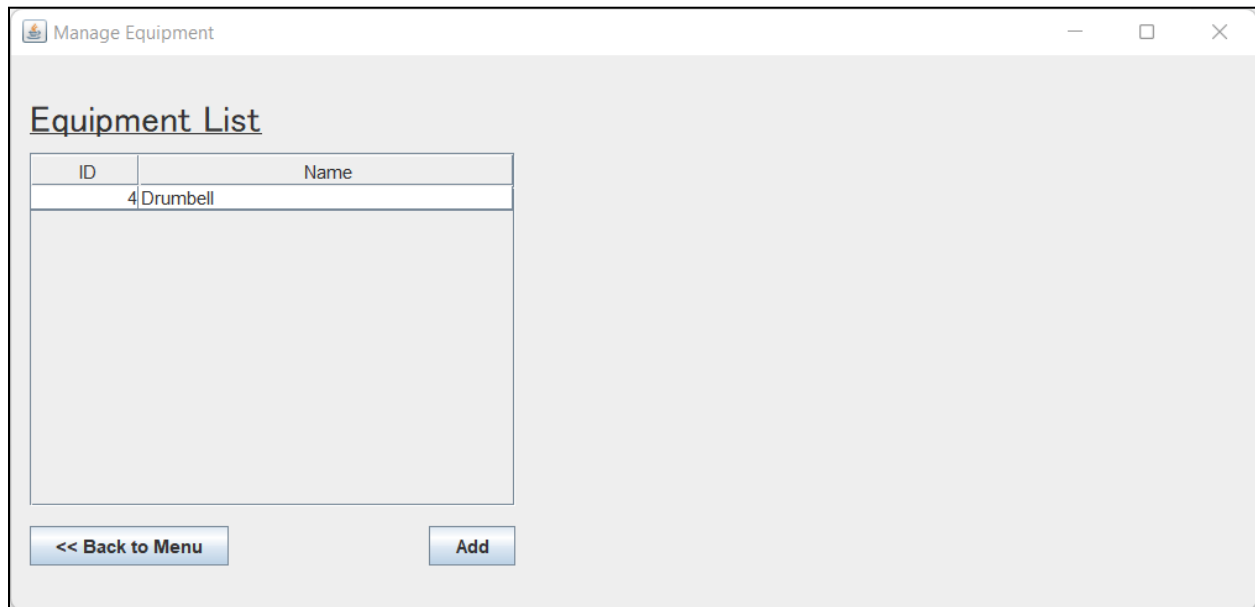 Manage Equipment
Equipment List
ID Name
4 Drumbell
<< Back to Menu Add